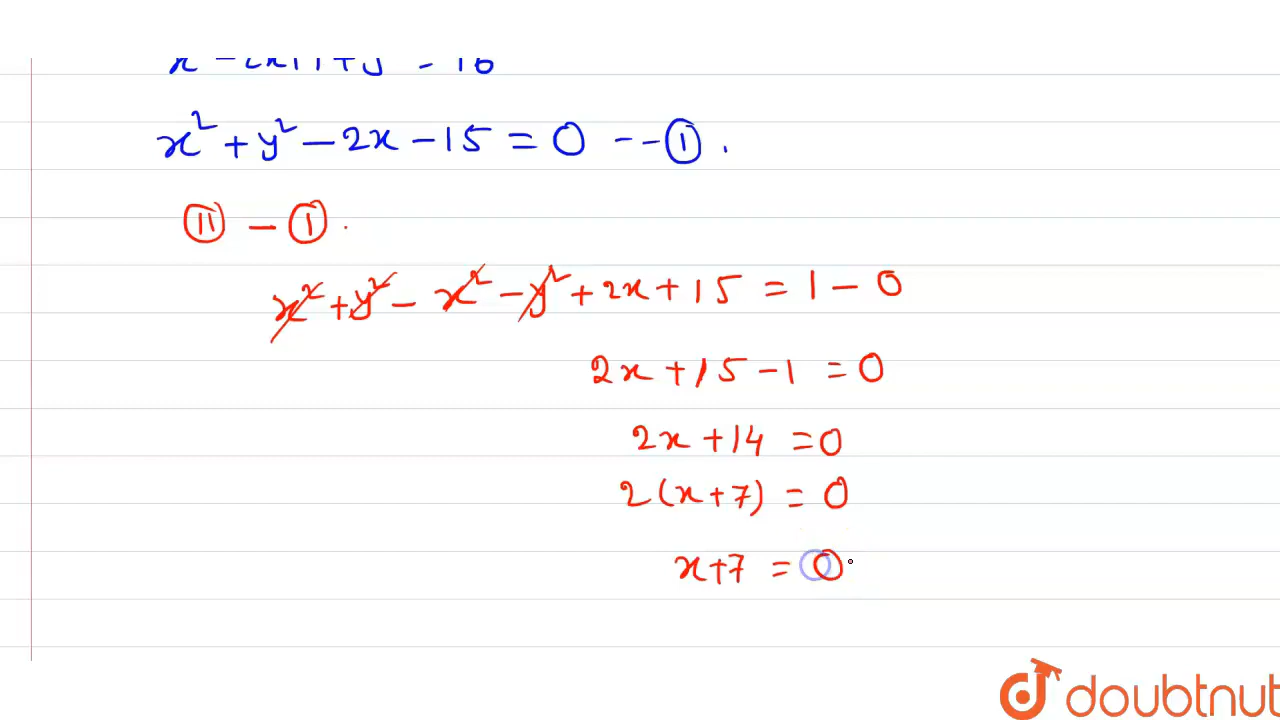 x² + y² - 2x - 15 = 0 --①.
⑪ - ①.
x² + y² - x² - y² + 2x + 15 = 1 - 0
2x + 15 - 1 = 0
2x + 14 = 0
2(x + 7) = 0
x + 7 = 0
doubtnut